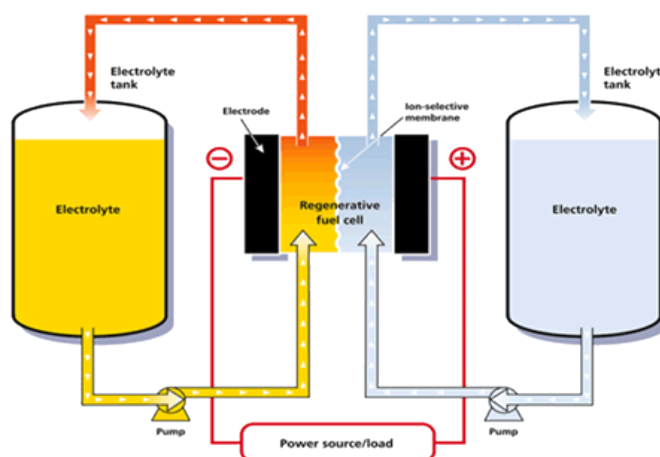 Electrolyte
tank
Electrode
Ion-selective
membrane
Electrolyte
tank
−
+
Electrolyte
Regenerative
fuel cell
Electrolyte
Pump
Power source/load
Pump